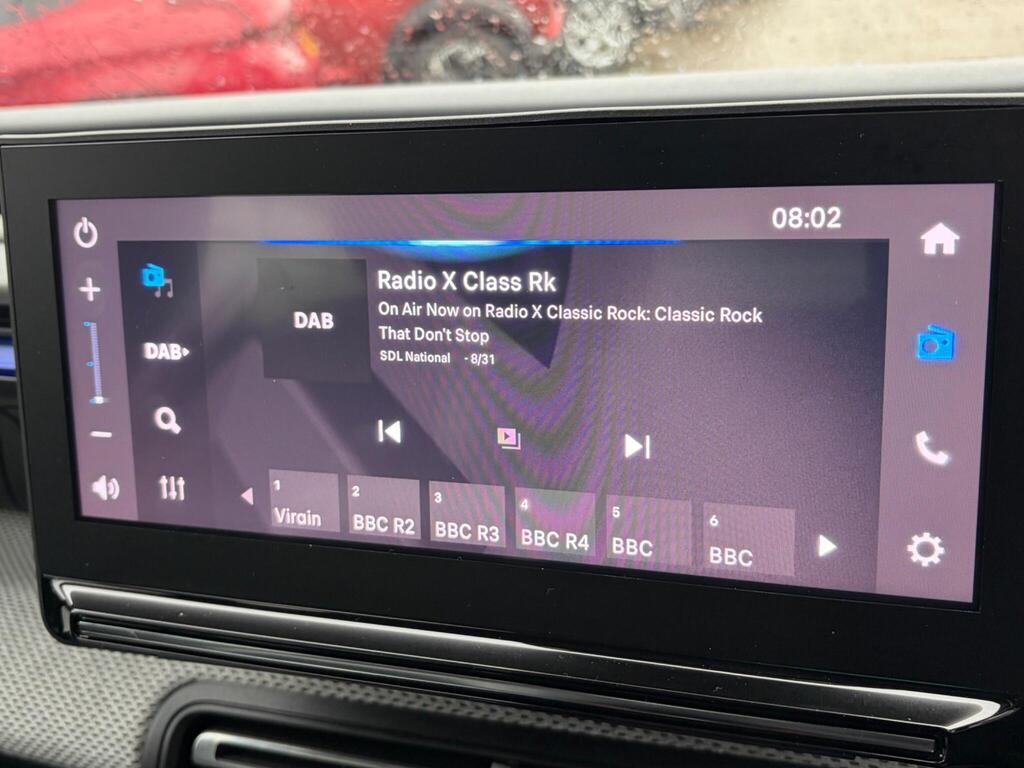 08:02
Radio X Class Rk
On Air Now on Radio X Classic Rock: Classic Rock
That Don't Stop
SDL National - 8/31
DAB
DAB
1
Virgin
2
BBC R2
3
BBC R3
4
BBC R4
5
BBC
6
BBC